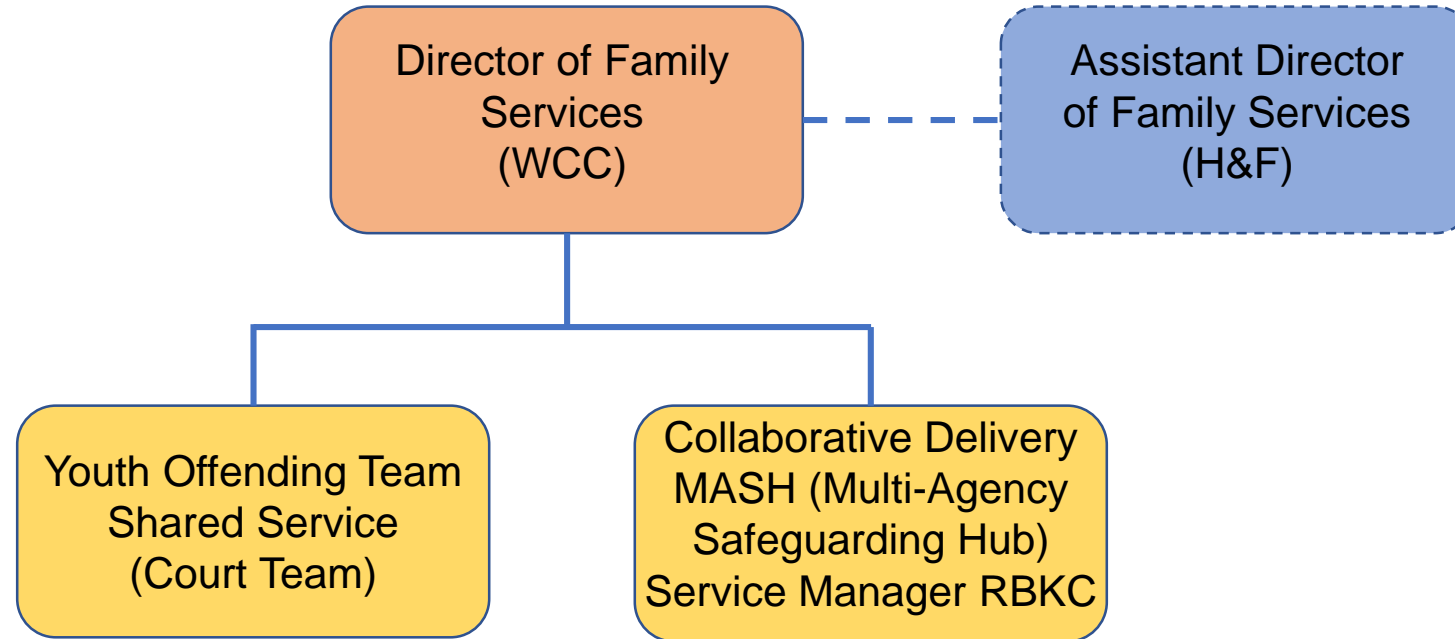 Director of Family
Services
(WCC)
Assistant Director
of Family Services
(H&F)
Youth Offending Team
Shared Service
(Court Team)
Collaborative Delivery
MASH (Multi-Agency
Safeguarding Hub)
Service Manager RBKC